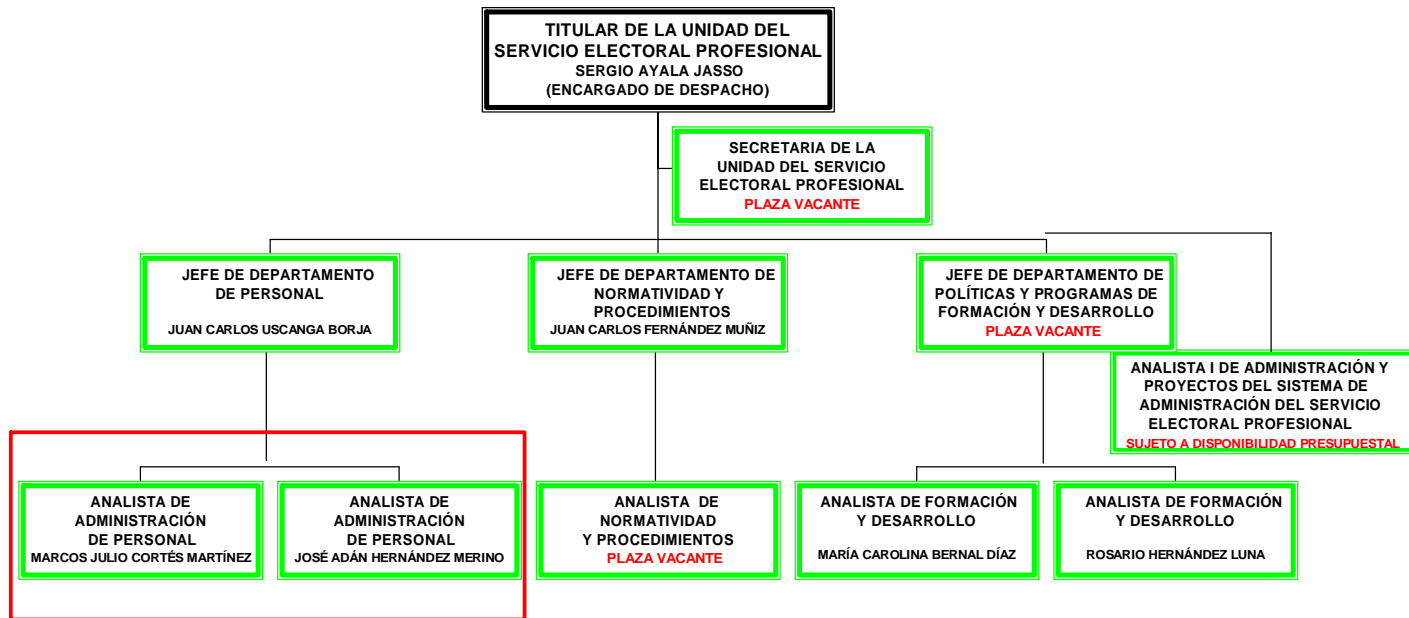 TITULAR DE LA UNIDAD DEL
SERVICIO ELECTORAL PROFESIONAL
SERGIO AYALA JASSO
(ENCARGADO DE DESPACHO)
SECRETARIA DE LA
UNIDAD DEL SERVICIO
ELECTORAL PROFESIONAL
PLAZA VACANTE
JEFE DE DEPARTAMENTO
DE PERSONAL
JUAN CARLOS USCANGA BORJA
JEFE DE DEPARTAMENTO DE
NORMATIVIDAD Y
PROCEDIMIENTOS
JUAN CARLOS FERNÁNDEZ MUÑIZ
JEFE DE DEPARTAMENTO DE
POLÍTICAS Y PROGRAMAS DE
FORMACIÓN Y DESARROLLO
PLAZA VACANTE
ANALISTA I DE ADMINISTRACIÓN Y
PROYECTOS DEL SISTEMA DE
ADMINISTRACIÓN DEL SERVICIO
ELECTORAL PROFESIONAL
SUJETO A DISPONIBILIDAD PRESUPUESTAL
ANALISTA DE
ADMINISTRACIÓN
DE PERSONAL
MARCOS JULIO CORTÉS MARTÍNEZ
ANALISTA DE
ADMINISTRACIÓN
DE PERSONAL
JOSÉ ADÁN HERNÁNDEZ MERINO
ANALISTA DE
NORMATIVIDAD
Y PROCEDIMIENTOS
PLAZA VACANTE
ANALISTA DE FORMACIÓN
Y DESARROLLO
MARÍA CAROLINA BERNAL DÍAZ
ANALISTA DE FORMACIÓN
Y DESARROLLO
ROSARIO HERNÁNDEZ LUNA